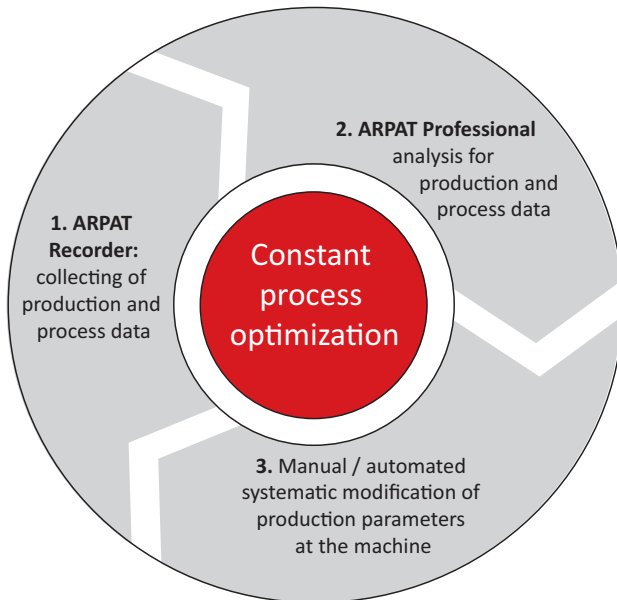 1. ARPAT
Recorder:
collecting of
production and
process data
2. ARPAT Professional
analysis for
production and
process data
Constant
process
optimization
3. Manual / automated
systematic modification of
production parameters
at the machine